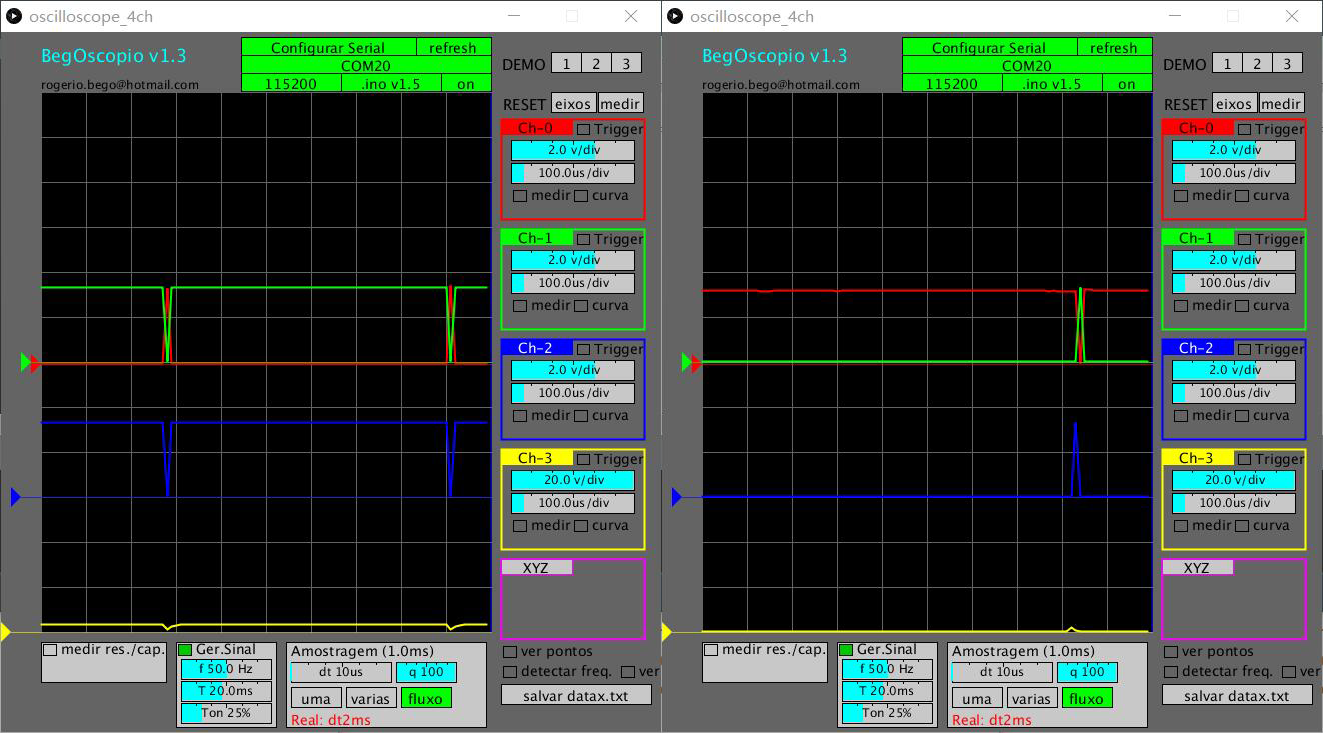 oscilloscope_4ch
BegOscopio v1.3
rogerio.bego@hotmail.com
Configurar Serial refresh
COM20
115200 .ino v1.5 on
DEMO 1 2 3
RESET eixos medir
Ch-0 Trigger
2.0 v/div
100.0us/div
medir curva
Ch-1 Trigger
2.0 v/div
100.0us/div
medir curva
Ch-2 Trigger
2.0 v/div
100.0us/div
medir curva
Ch-3 Trigger
20.0 v/div
100.0us/div
medir curva
XYZ
medir res./cap.
Ger.Sinal
f 50.0 Hz
T 20.0ms
Ton 25%
Amostragem (1.0ms)
dt 10us q 100
uma varias fluxo
Real: dt2ms
ver pontos
detectar freq. ver
salvar datax.txt
oscilloscope_4ch
BegOscopio v1.3
rogerio.bego@hotmail.com
Configurar Serial refresh
COM20
115200 .ino v1.5 on
DEMO 1 2 3
RESET eixos medir
Ch-0 Trigger
2.0 v/div
100.0us/div
medir curva
Ch-1 Trigger
2.0 v/div
100.0us/div
medir curva
Ch-2 Trigger
2.0 v/div
100.0us/div
medir curva
Ch-3 Trigger
20.0 v/div
100.0us/div
medir curva
XYZ
medir res./cap.
Ger.Sinal
f 50.0 Hz
T 20.0ms
Ton 25%
Amostragem (1.0ms)
dt 10us q 100
uma varias fluxo
Real: dt2ms
ver pontos
detectar freq. ver
salvar datax.txt